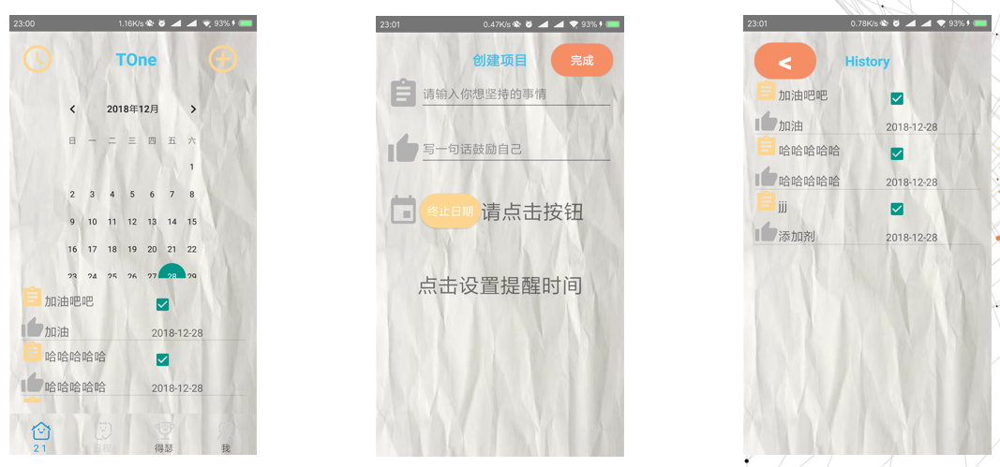 23:00 1.16K/s 93%
TOne
2018年12月
日 一 二 三 四 五 六
1
2 3 4 5 6 7 8
9 10 11 12 13 14 15
16 17 18 19 20 21 22
23 24 25 26 27 28 29
加油吧吧
加油 2018-12-28
哈哈哈哈哈
哈哈哈哈哈 2018-12-28
2 1 得瑟 我
23:01 0.47K/s 93%
创建项目 完成
请输入你想坚持的事情
写一句话鼓励自己
终止日期 请点击按钮
点击设置提醒时间
23:01 0.78K/s 93%
< History
加油吧吧
加油 2018-12-28
哈哈哈哈哈
哈哈哈哈哈 2018-12-28
jjj
添加剂 2018-12-28